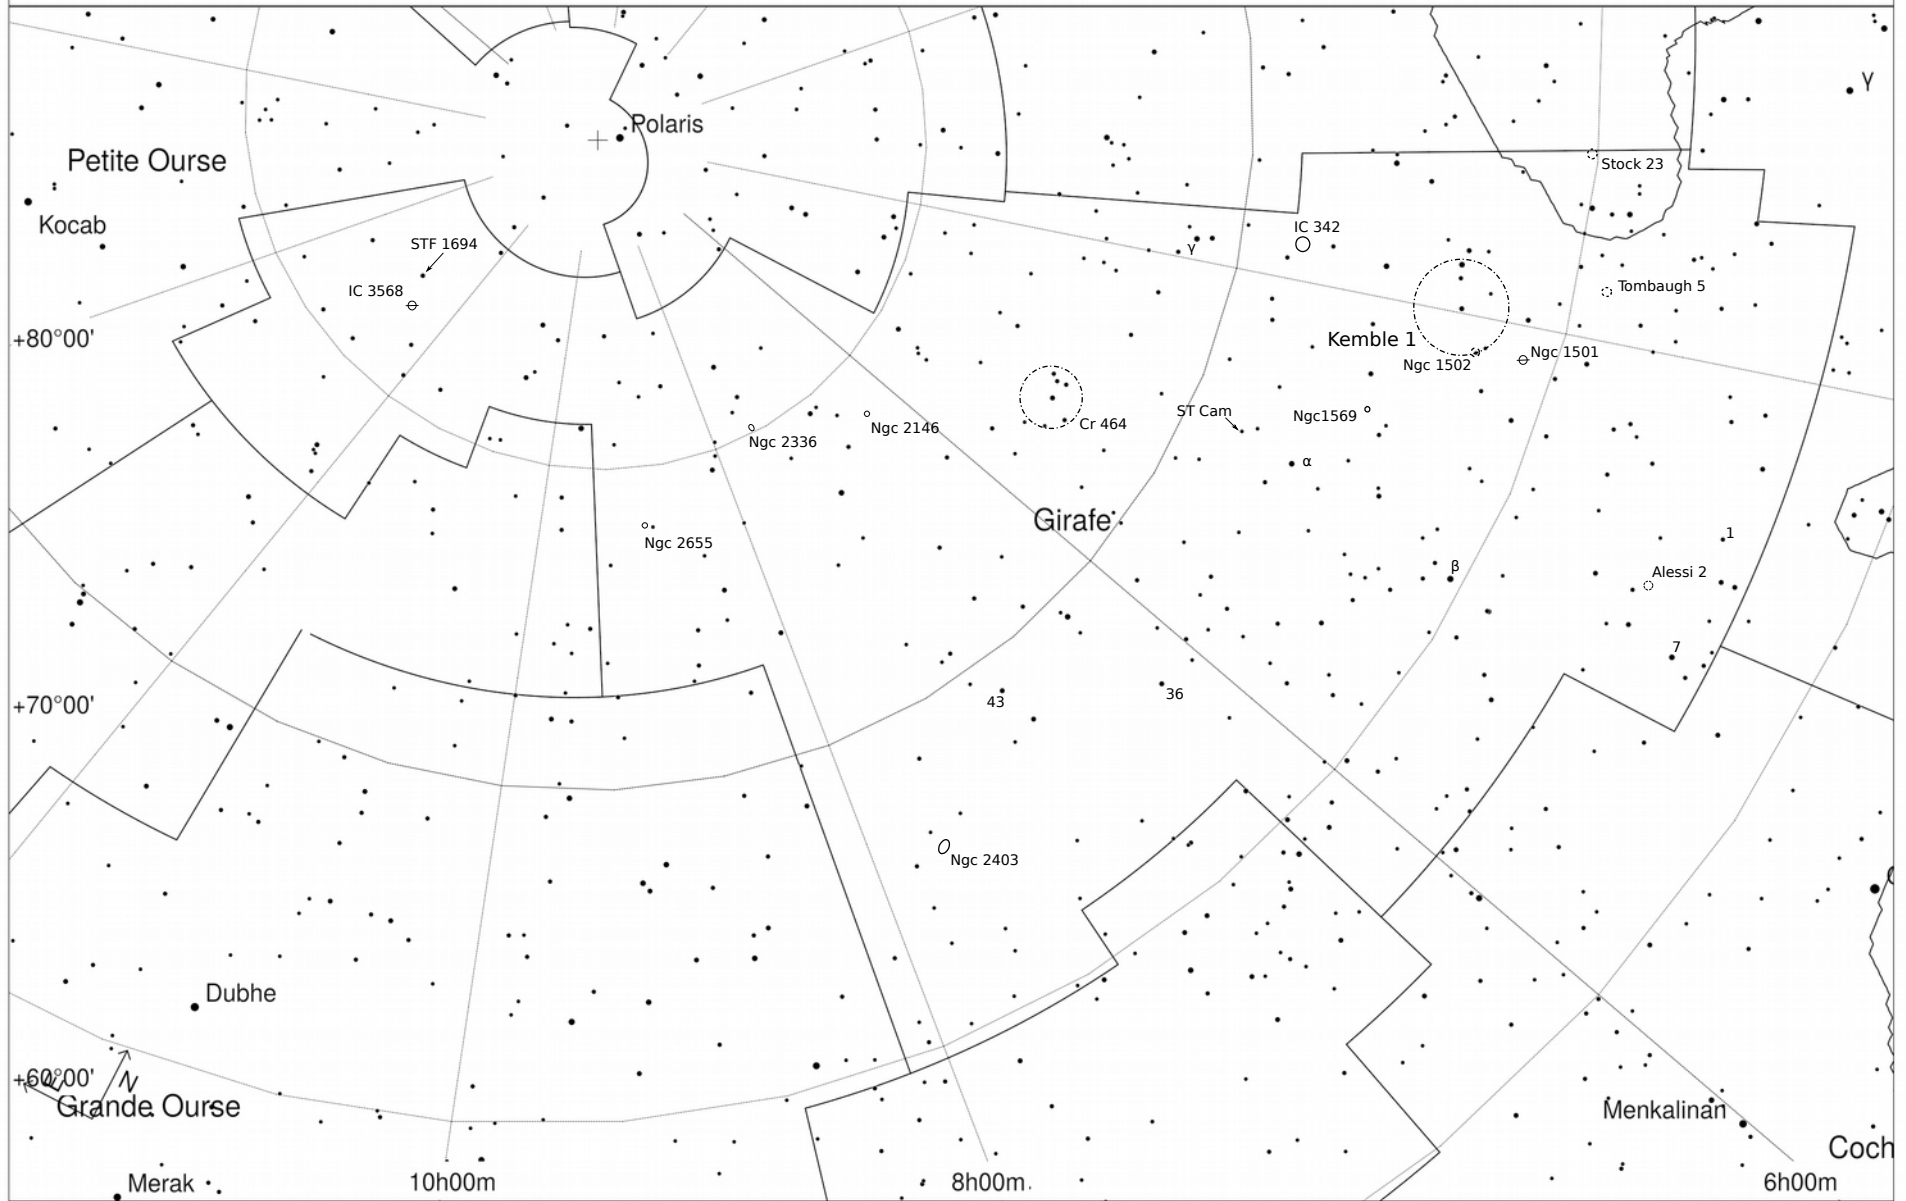 γ
Polaris
Petite Ourse
Stock 23
Kocab
IC 342
STF 1694
γ
IC 3568
Tombaugh 5
+80°00'
Kemble 1
Ngc 1501
Ngc 1502
ST Cam
Ngc1569
Cr 464
Ngc 2146
Ngc 2336
α
Girafe
1
Ngc 2655
β
Alessi 2
7
36
43
+70°00'
Ngc 2403
Dubhe
+60°00'
E
N
Grande Ourse
Menkalinan
Coch
Merak
10h00m
8h00m
6h00m